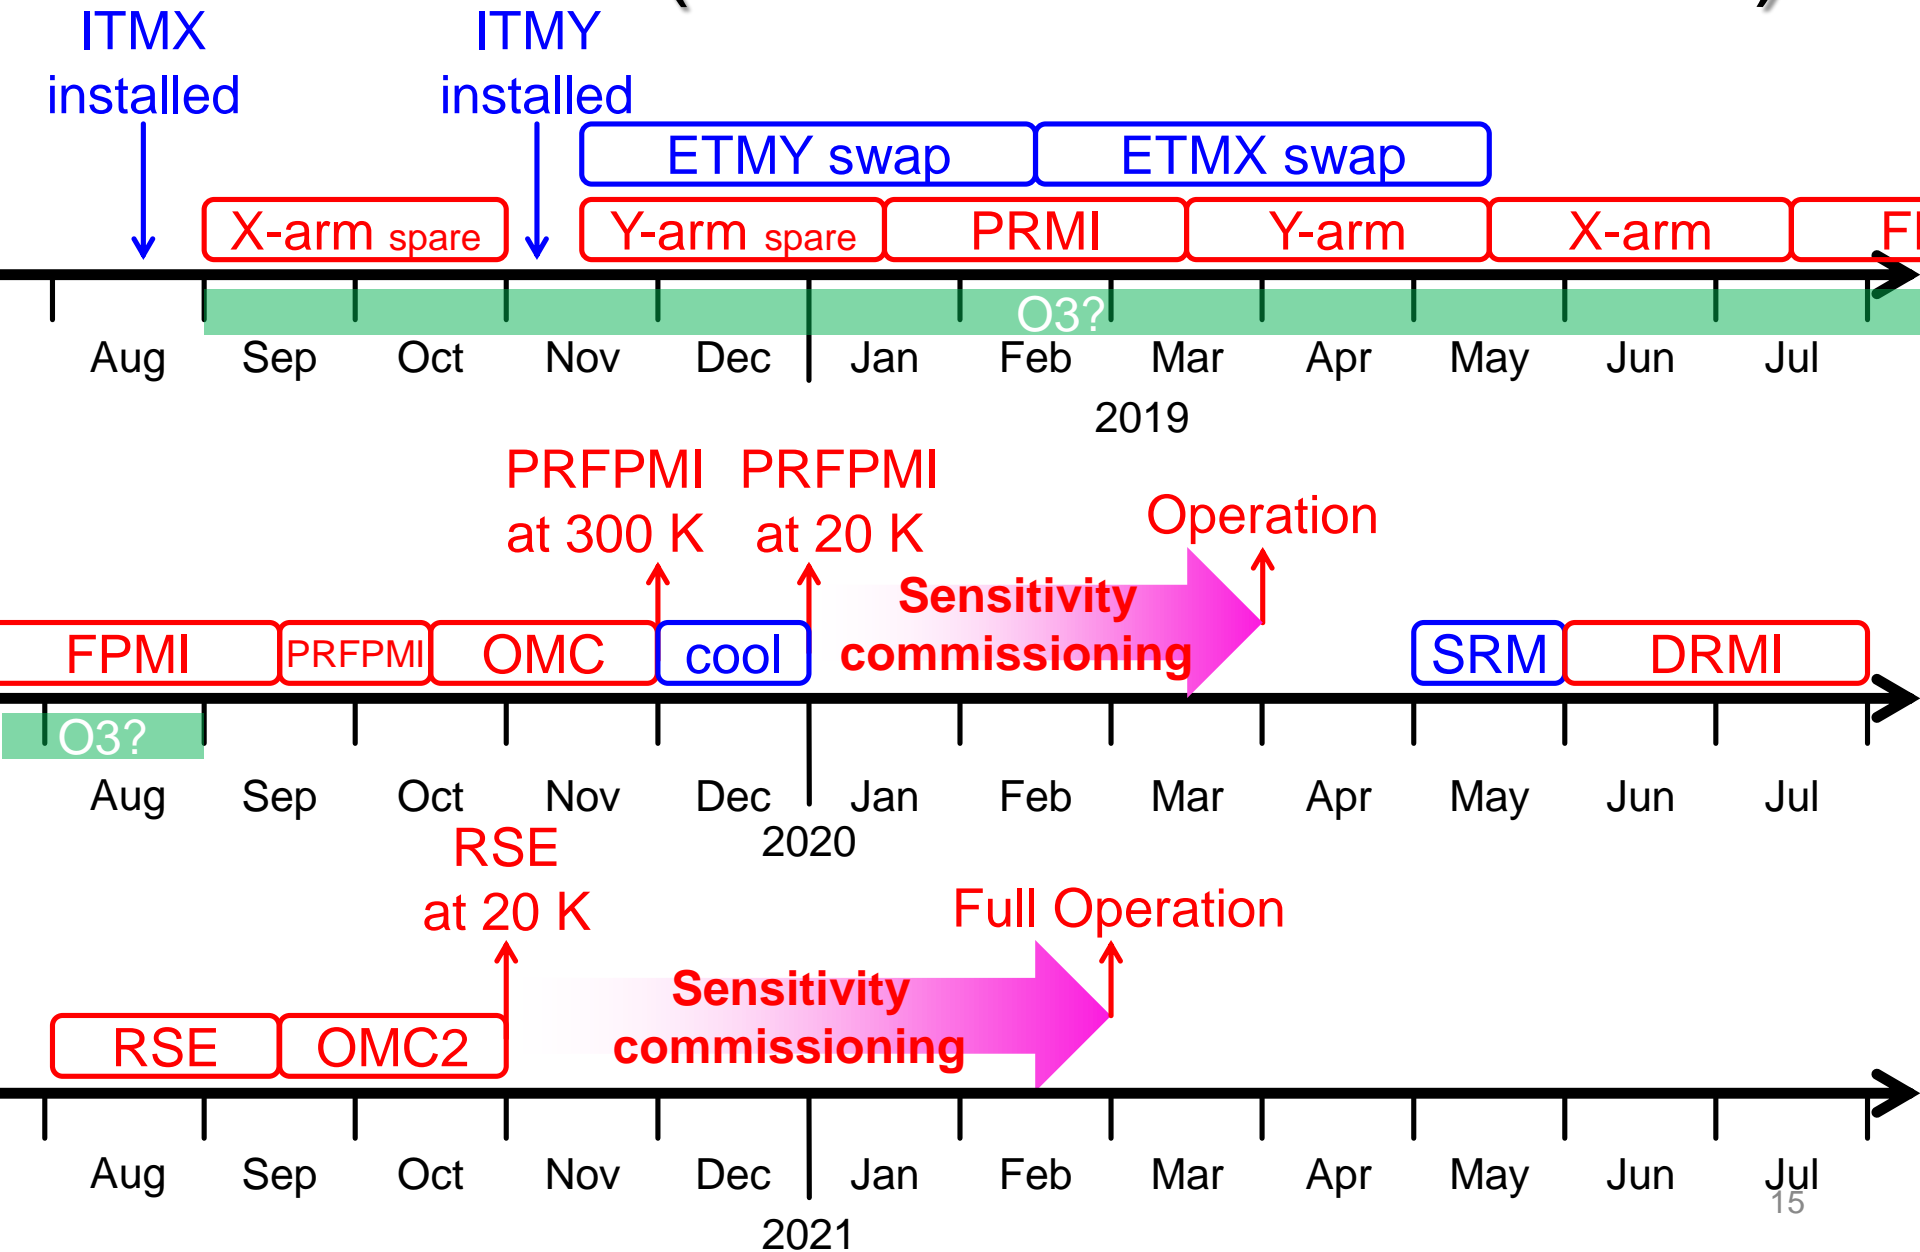 ITMX
installed
ITMY
installed
ETMY swap
ETMX swap
X-arm spare
Y-arm spare
PRMI
Y-arm
X-arm
O3?
Aug Sep Oct Nov Dec Jan Feb Mar Apr May Jun Jul
2019
PRFPMI
at 300 K
PRFPMI
at 20 K
Operation
Sensitivity
commissioning
FPMI
PRFPMI
OMC
cool
SRM
DRMI
O3?
Aug Sep Oct Nov Dec Jan Feb Mar Apr May Jun Jul
2020
RSE
at 20 K
Full Operation
Sensitivity
commissioning
RSE
OMC2
Aug Sep Oct Nov Dec Jan Feb Mar Apr May Jun Jul
2021
15